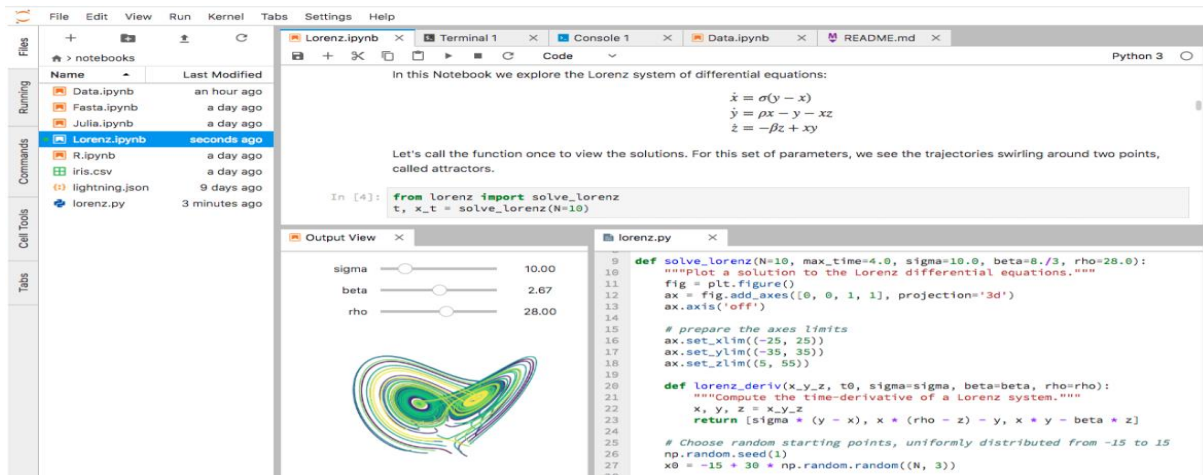 File Edit View Run Kernel Tabs Settings Help
Files
Running
Commands
Cell Tools
Tabs
notebooks
Name Last Modified
Data.ipynb an hour ago
Fasta.ipynb a day ago
Julia.ipynb a day ago
Lorenz.ipynb seconds ago
R.ipynb a day ago
iris.csv a day ago
lightning.json 9 days ago
lorenz.py 3 minutes ago
Lorenz.ipynb Terminal 1 Console 1 Data.ipynb README.md
Code Python 3
In this Notebook we explore the Lorenz system of differential equations:
ẋ = σ(y − x)
ẏ = ρx − y − xz
ż = −βz + xy
Let's call the function once to view the solutions. For this set of parameters, we see the trajectories swirling around two points,
called attractors.
In [4]: from lorenz import solve_lorenz
t, x_t = solve_lorenz(N=10)
Output View
sigma 10.00
beta 2.67
rho 28.00
lorenz.py
9 def solve_lorenz(N=10, max_time=4.0, sigma=10.0, beta=8./3, rho=28.0):
10 """Plot a solution to the Lorenz differential equations."""
11 fig = plt.figure()
12 ax = fig.add_axes([0, 0, 1, 1], projection='3d')
13 ax.axis('off')
14
15 # prepare the axes limits
16 ax.set_xlim((-25, 25))
17 ax.set_ylim((-35, 35))
18 ax.set_zlim((5, 55))
19
20 def lorenz_deriv(x_y_z, t0, sigma=sigma, beta=beta, rho=rho):
21 """Compute the time-derivative of a Lorenz system."""
22 x, y, z = x_y_z
23 return [sigma * (y - x), x * (rho - z) - y, x * y - beta * z]
24
25 # Choose random starting points, uniformly distributed from -15 to 15
26 np.random.seed(1)
27 x0 = -15 + 30 * np.random.random((N, 3))